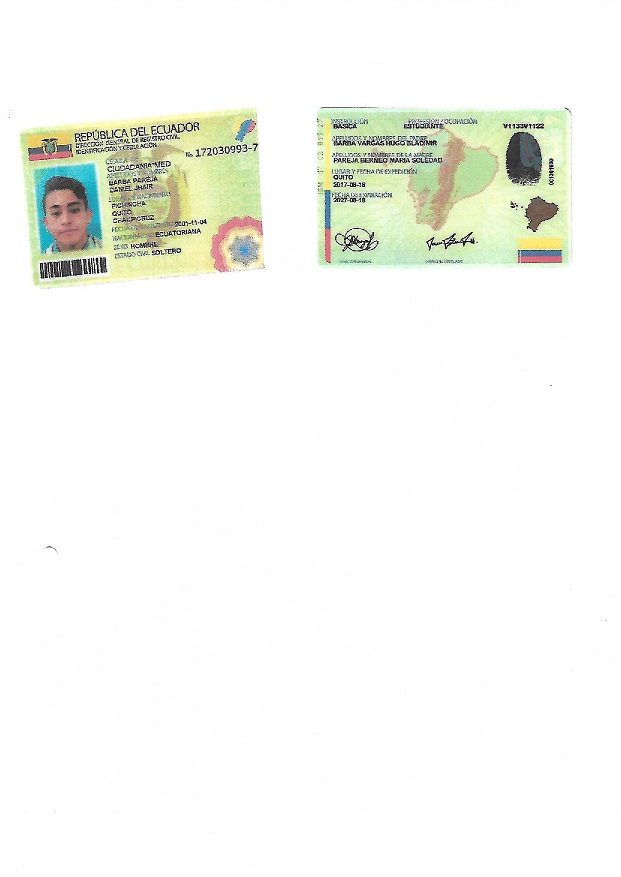 REPÚBLICA DEL ECUADOR
DIRECCIÓN GENERAL DE REGISTRO CIVIL
IDENTIFICACIÓN Y CEDULACIÓN
CÉDULA
No. 172030993-7
CIUDADANIA MED
APELLIDOS Y NOMBRES
BARBA PAREJA
DANIEL JHAIR
LUGAR DE NACIMIENTO
PICHINCHA
QUITO
CHAUPICRUZ
FECHA DE NACIMIENTO 2001-11-04
NACIONALIDAD ECUATORIANA
SEXO HOMBRE
ESTADO CIVIL SOLTERO
INSTRUCCIÓN
BASICA
PROFESIÓN / OCUPACIÓN
ESTUDIANTE
V1133V1122
APELLIDOS Y NOMBRES DEL PADRE
BARBA VARGAS HUGO BLADIMIR
APELLIDOS Y NOMBRES DE LA MADRE
PAREJA BERMEO MARIA SOLEDAD
LUGAR Y FECHA DE EXPEDICIÓN
QUITO
2017-08-18
FECHA DE EXPIRACIÓN
2027-08-18